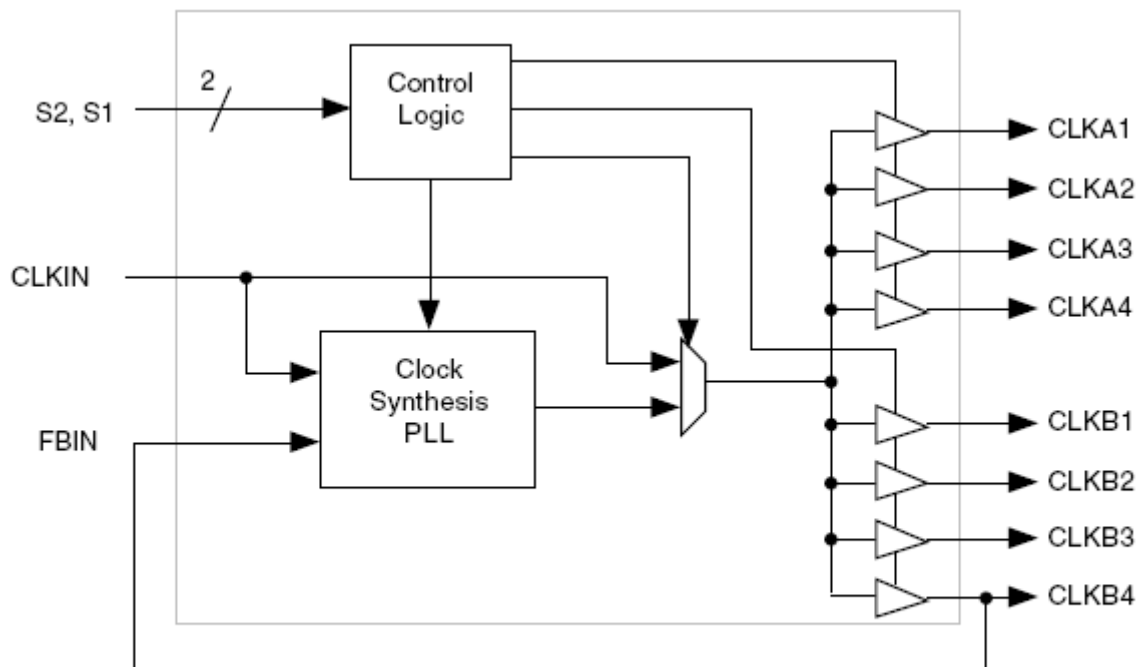 2
Control
Logic
S2, S1
CLKA1
CLKA2
CLKA3
CLKIN
CLKA4
Clock
Synthesis
PLL
FBIN
CLKB1
CLKB2
CLKB3
CLKB4